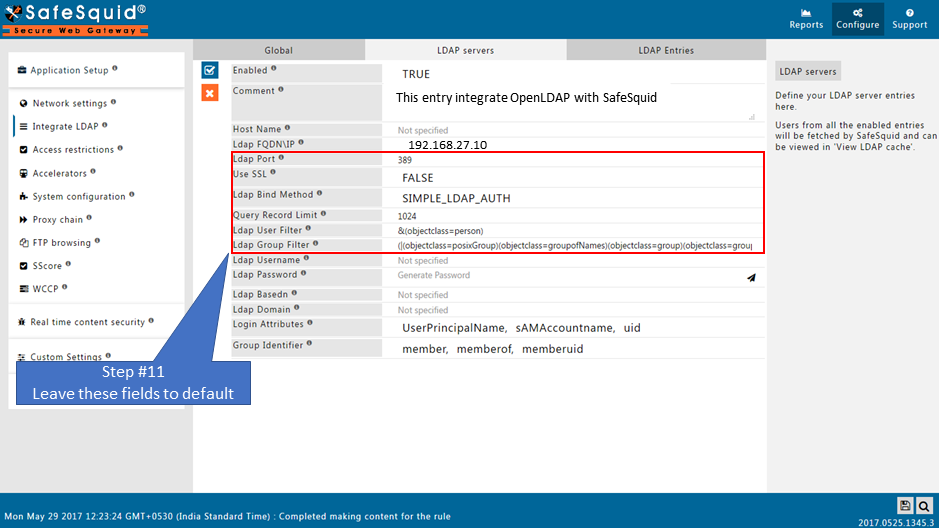 SafeSquid®
Secure Web Gateway
Reports
Configure
Support
Application Setup
Network settings
Integrate LDAP
Access restrictions
Accelerators
System configuration
Proxy chain
FTP browsing
SScore
WCCP
Real time content security
Custom Settings
Global
LDAP servers
LDAP Entries
Enabled TRUE
Comment This entry integrate OpenLDAP with SafeSquid
Host Name Not specified
Ldap FQDN\IP 192.168.27.10
Ldap Port 389
Use SSL FALSE
Ldap Bind Method SIMPLE_LDAP_AUTH
Query Record Limit 1024
Ldap User Filter &(objectclass=person)
Ldap Group Filter (|(objectclass=posixGroup)(objectclass=groupofNames)(objectclass=group)(objectclass=grou
Ldap Username Not specified
Ldap Password Generate Password
Ldap Basedn Not specified
Ldap Domain Not specified
Login Attributes UserPrincipalName, sAMAccountname, uid
Group Identifier member, memberof, memberuid
Step #11
Leave these fields to default
LDAP servers
Define your LDAP server entries
here.
Users from all the enabled entries
will be fetched by SafeSquid and can
be viewed in 'View LDAP cache'.
Mon May 29 2017 12:23:24 GMT+0530 (India Standard Time) : Completed making content for the rule
2017.0525.1345.3